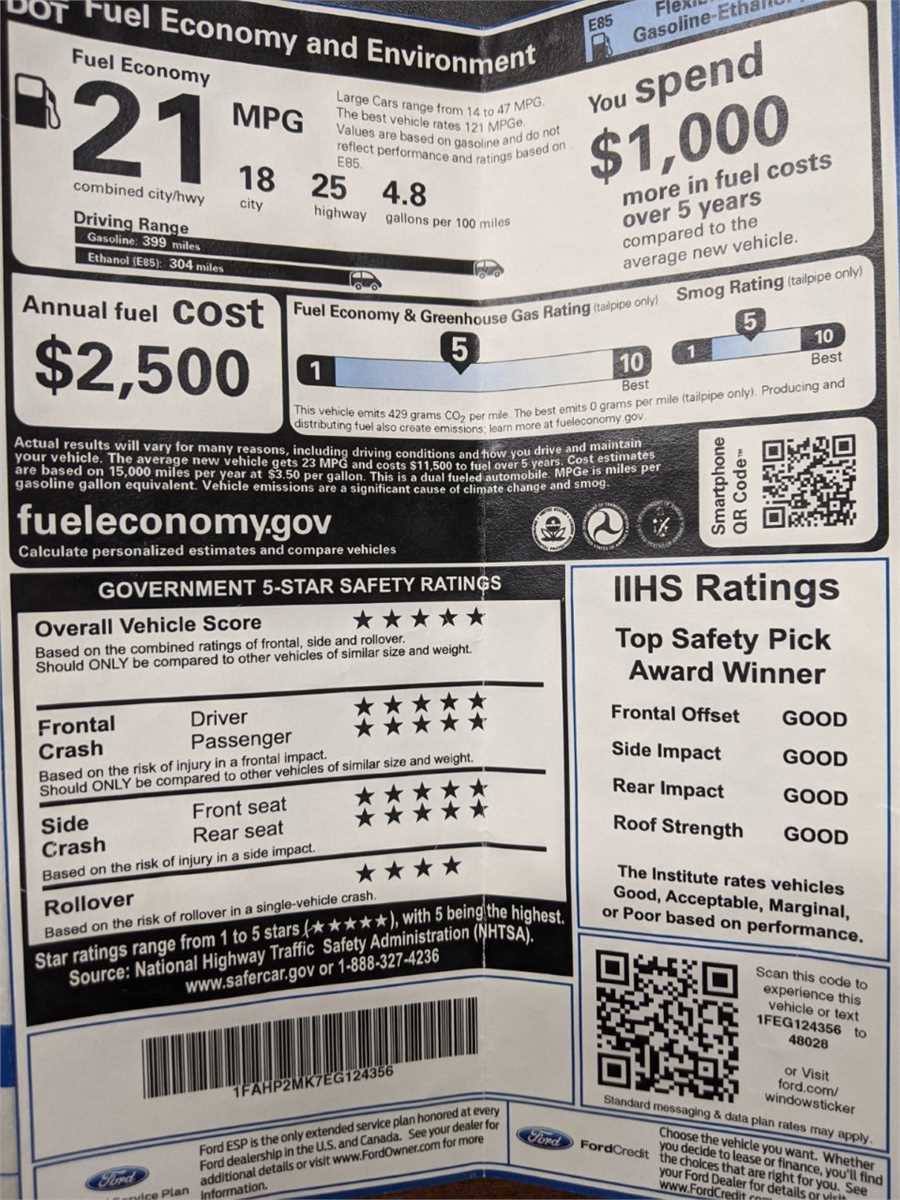 DOT Fuel Economy and Environment
E85
Gasoline-Ethanol
Fuel Economy
21
MPG
combined city/hwy
18
city
25
highway
4.8
gallons per 100 miles
Large Cars range from 14 to 47 MPG.
The best vehicle rates 121 MPGe.
Values are based on gasoline and do not
reflect performance and ratings based on
E85.
Driving Range
Gasoline: 399 miles
Ethanol (E85): 304 miles
You spend
$1,000
more in fuel costs
over 5 years
compared to the
average new vehicle.
Annual fuel cost
$2,500
Fuel Economy & Greenhouse Gas Rating (tailpipe only)
1
5
10
Best
Smog Rating (tailpipe only)
1
5
10
Best
This vehicle emits 429 grams CO₂ per mile. The best emits 0 grams per mile (tailpipe only). Producing and
distributing fuel also create emissions; learn more at fueleconomy.gov.
Actual results will vary for many reasons, including driving conditions and how you drive and maintain
your vehicle. The average new vehicle gets 23 MPG and costs $11,500 to fuel over 5 years. Cost estimates
are based on 15,000 miles per year at $3.50 per gallon. This is a dual fueled automobile. MPGe is miles per
gasoline gallon equivalent. Vehicle emissions are a significant cause of climate change and smog.
fueleconomy.gov
Calculate personalized estimates and compare vehicles
Smartphone
QR Code™
GOVERNMENT 5-STAR SAFETY RATINGS
Overall Vehicle Score ★★★★★
Based on the combined ratings of frontal, side and rollover.
Should ONLY be compared to other vehicles of similar size and weight.
Frontal Crash
Driver ★★★★★
Passenger ★★★★★
Based on the risk of injury in a frontal impact.
Should ONLY be compared to other vehicles of similar size and weight.
Side Crash
Front seat ★★★★★
Rear seat ★★★★★
Based on the risk of injury in a side impact.
Rollover ★★★★
Based on the risk of rollover in a single-vehicle crash.
Star ratings range from 1 to 5 stars (★★★★★), with 5 being the highest.
Source: National Highway Traffic Safety Administration (NHTSA).
www.safercar.gov or 1-888-327-4236
IIHS Ratings
Top Safety Pick
Award Winner
Frontal Offset GOOD
Side Impact GOOD
Rear Impact GOOD
Roof Strength GOOD
The Institute rates vehicles
Good, Acceptable, Marginal,
or Poor based on performance.
1FAHP2MK7EG124356
Scan this code to
experience this
vehicle or text
1FEG124356 to
48028
or Visit
ford.com/
windowsticker
Standard messaging & data plan rates may apply.
Ford
Service Plan
Ford ESP is the only extended service plan honored at every
Ford dealership in the U.S. and Canada. See your dealer for
additional details or visit www.FordOwner.com for more
information.
Ford
FordCredit
Choose the vehicle you want. Whether
you decide to lease or finance, you'll find
the choices that are right for you. See
your Ford Dealer for details or visit